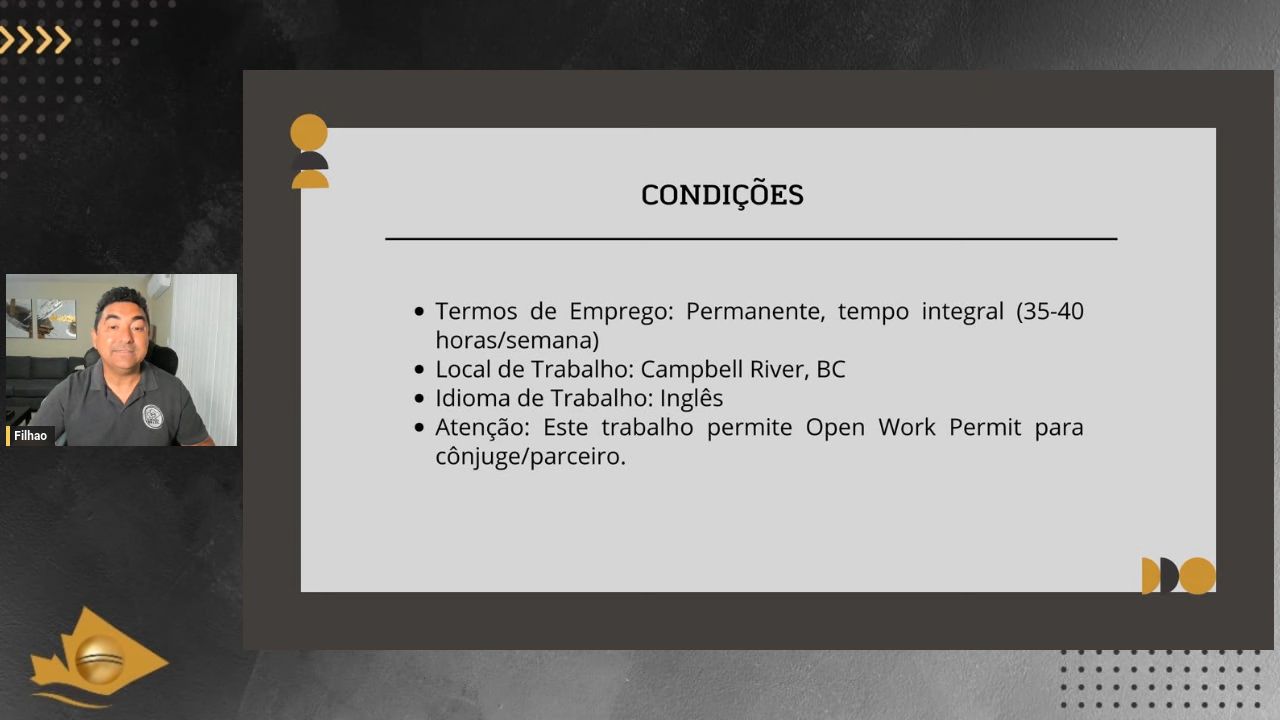 CONDIÇÕES
Termos de Emprego: Permanente, tempo integral (35-40
horas/semana)
Local de Trabalho: Campbell River, BC
Idioma de Trabalho: Inglês
Atenção: Este trabalho permite Open Work Permit para
cônjuge/parceiro.
Filhao